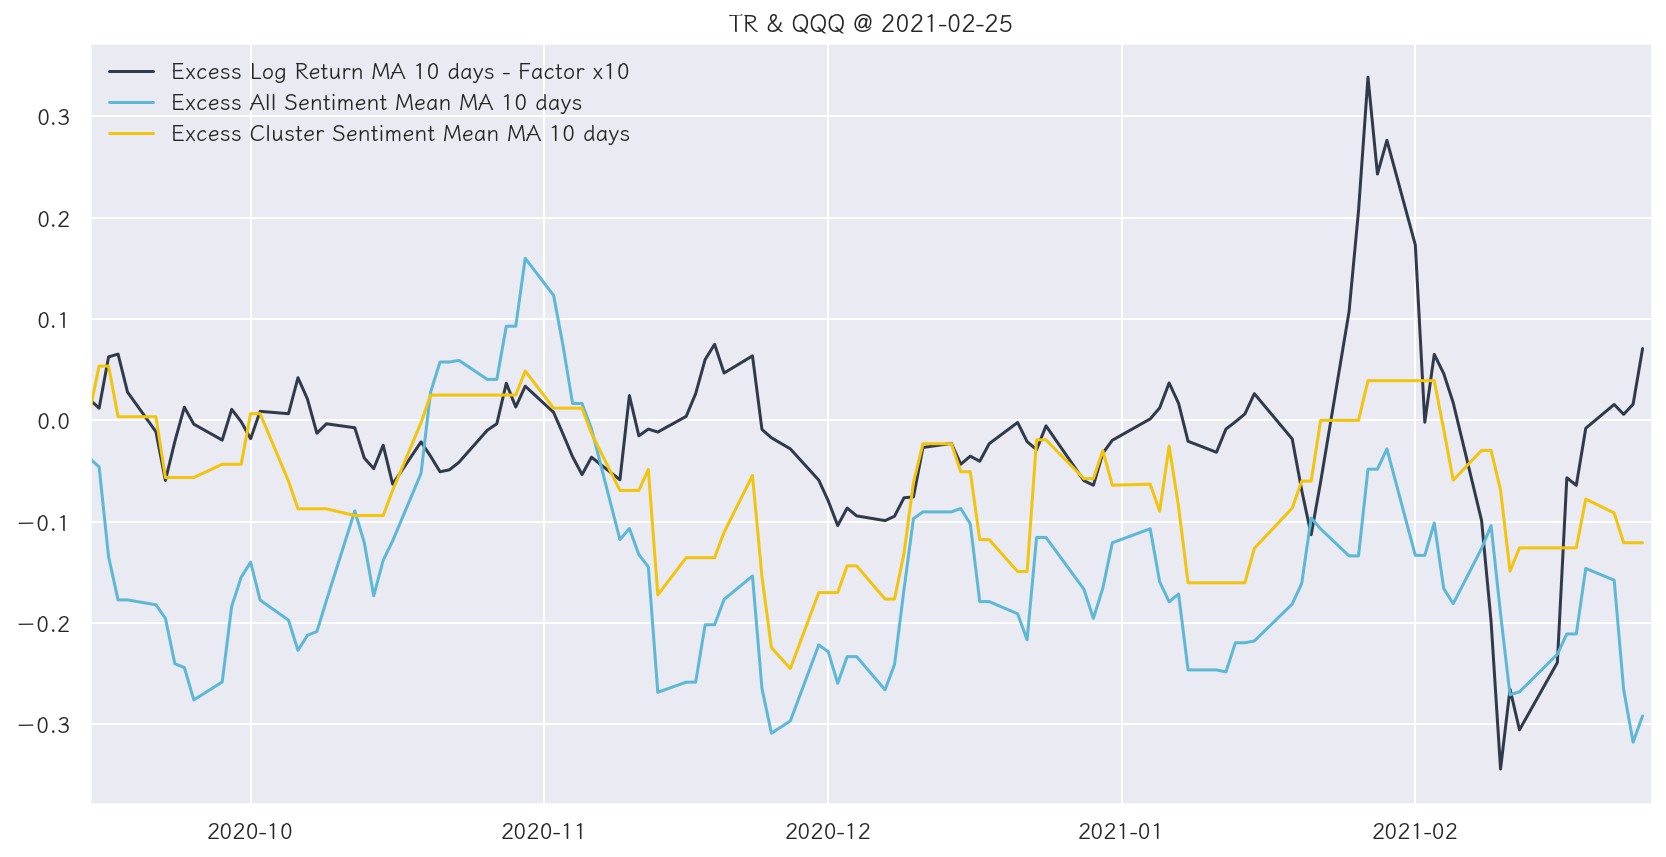 TR & QQQ @ 2021-02-25
Excess Log Return MA 10 days - Factor x10
Excess All Sentiment Mean MA 10 days
Excess Cluster Sentiment Mean MA 10 days
0.3
0.2
0.1
0.0
−0.1
−0.2
−0.3
2020-10 2020-11 2020-12 2021-01 2021-02